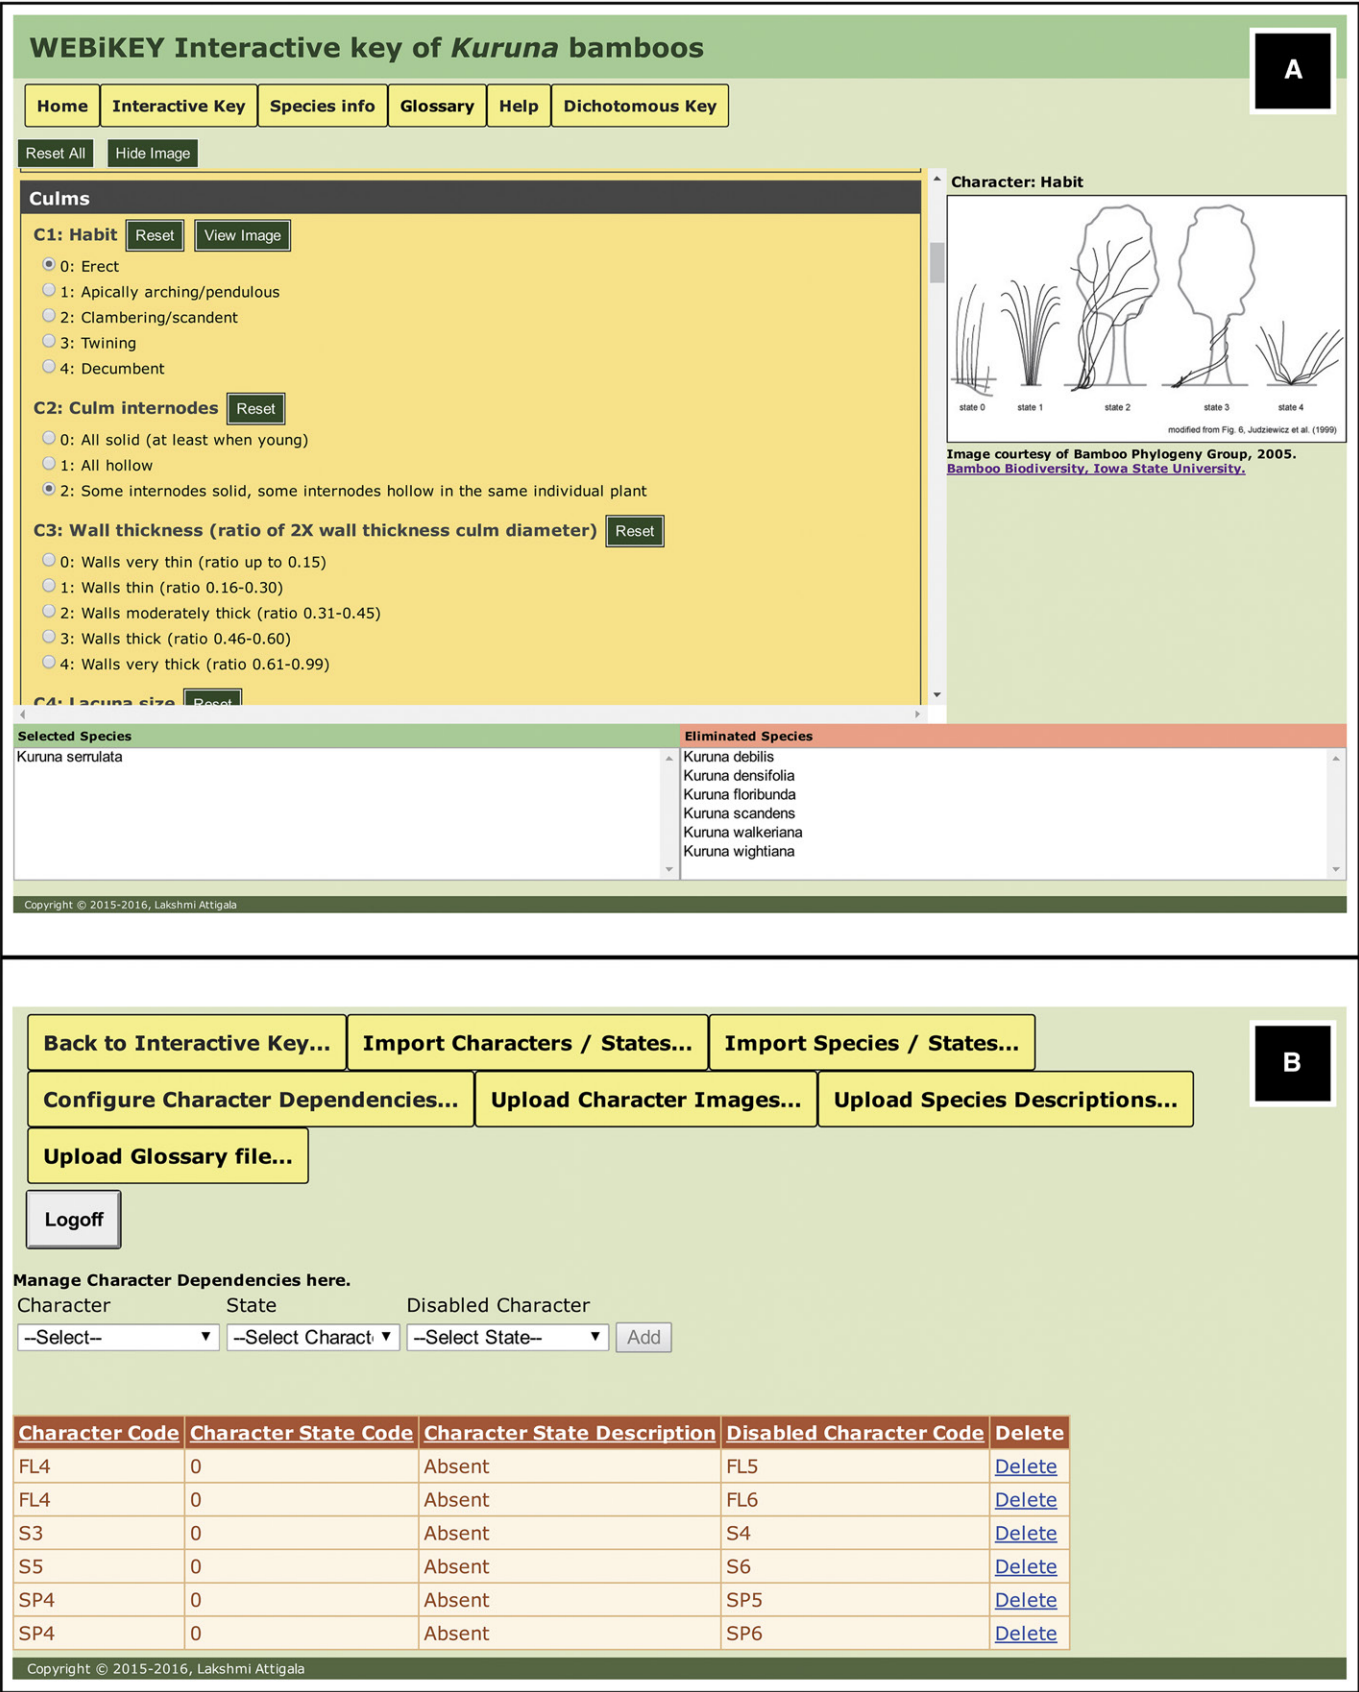 WEBiKEY Interactive key of Kuruna bamboos
A
Home Interactive Key Species info Glossary Help Dichotomous Key
Reset All Hide Image
Culms
C1: Habit Reset View Image
0: Erect
1: Apically arching/pendulous
2: Clambering/scandent
3: Twining
4: Decumbent
C2: Culm internodes Reset
0: All solid (at least when young)
1: All hollow
2: Some internodes solid, some internodes hollow in the same individual plant
C3: Wall thickness (ratio of 2X wall thickness culm diameter) Reset
0: Walls very thin (ratio up to 0.15)
1: Walls thin (ratio 0.16-0.30)
2: Walls moderately thick (ratio 0.31-0.45)
3: Walls thick (ratio 0.46-0.60)
4: Walls very thick (ratio 0.61-0.99)
C4: Lacuna size Reset
Character: Habit
state 0 state 1 state 2 state 3 state 4
modified from Fig. 6, Judziewicz et al. (1999)
Image courtesy of Bamboo Phylogeny Group, 2005.
Bamboo Biodiversity, Iowa State University.
Selected Species
Kuruna serrulata
Eliminated Species
Kuruna debilis
Kuruna densifolia
Kuruna floribunda
Kuruna scandens
Kuruna walkeriana
Kuruna wightiana
Copyright © 2015-2016, Lakshmi Attigala
Back to Interactive Key... Import Characters / States... Import Species / States...
B
Configure Character Dependencies... Upload Character Images... Upload Species Descriptions...
Upload Glossary file...
Logoff
Manage Character Dependencies here.
Character State Disabled Character
--Select-- --Select Charact --Select State-- Add
Character Code Character State Code Character State Description Disabled Character Code Delete
FL4 0 Absent FL5 Delete
FL4 0 Absent FL6 Delete
S3 0 Absent S4 Delete
S5 0 Absent S6 Delete
SP4 0 Absent SP5 Delete
SP4 0 Absent SP6 Delete
Copyright © 2015-2016, Lakshmi Attigala